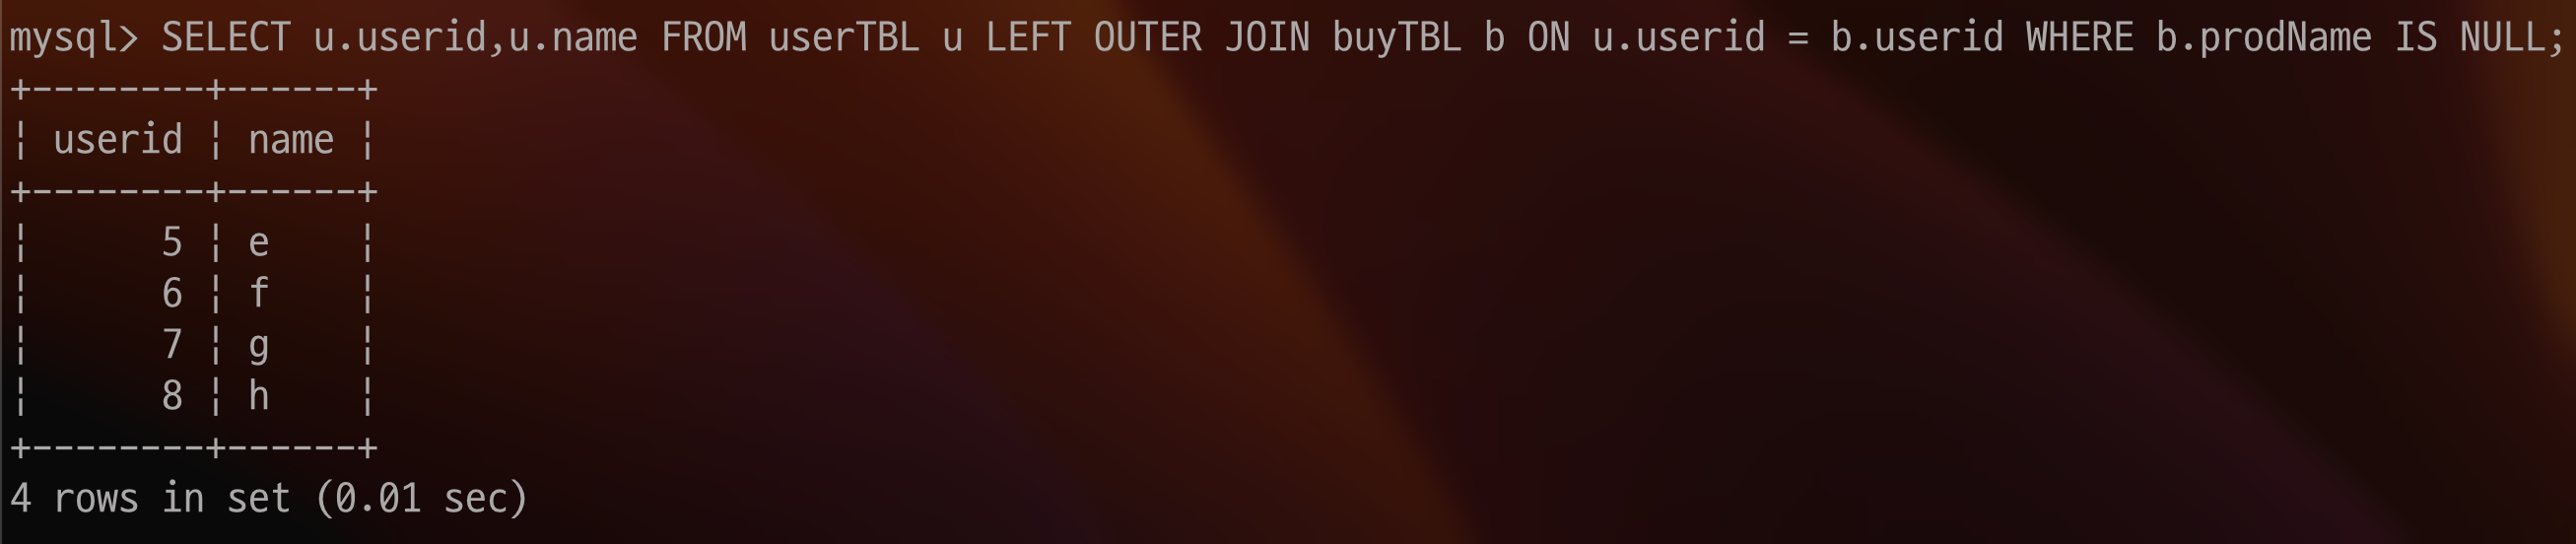 mysql> SELECT u.userid,u.name FROM userTBL u LEFT OUTER JOIN buyTBL b ON u.userid = b.userid WHERE b.prodName IS NULL;
+--------+------+
¦ userid ¦ name ¦
+--------+------+
¦      5 ¦ e    ¦
¦      6 ¦ f    ¦
¦      7 ¦ g    ¦
¦      8 ¦ h    ¦
+--------+------+
4 rows in set (0.01 sec)